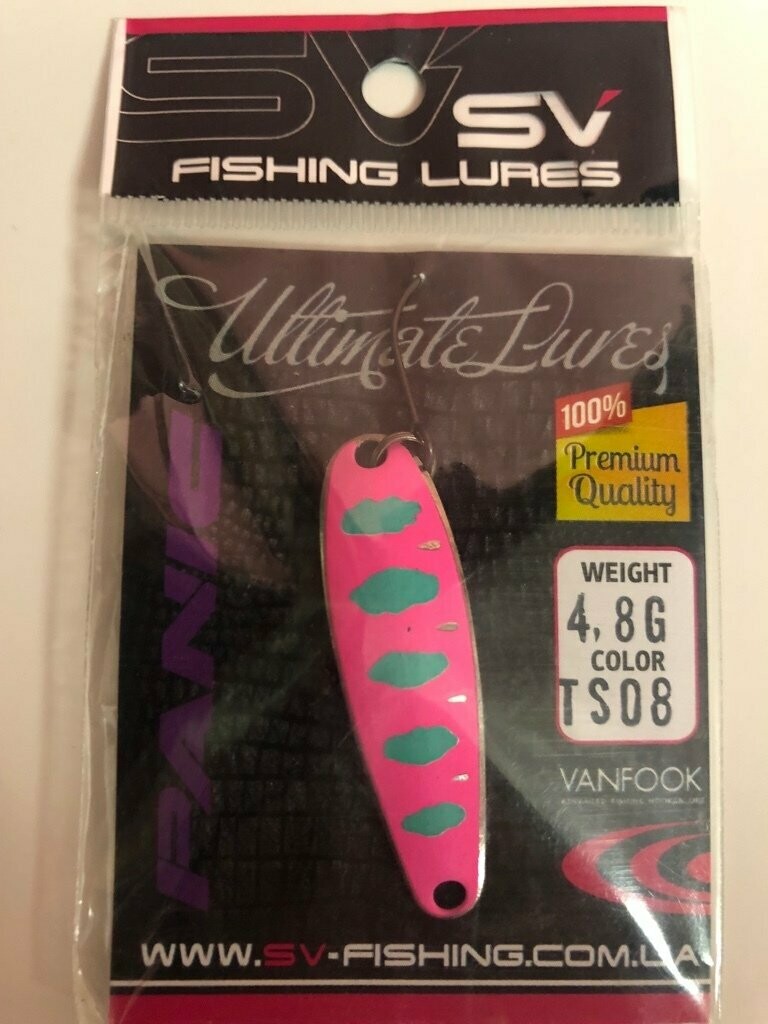 SV
SV
FISHING LURES
Ultimate Lures
100%
Premium
Quality
PANIC
WEIGHT
4,8G
COLOR
TS08
VANFOOK
WWW.SV-FISHING.COM.UA